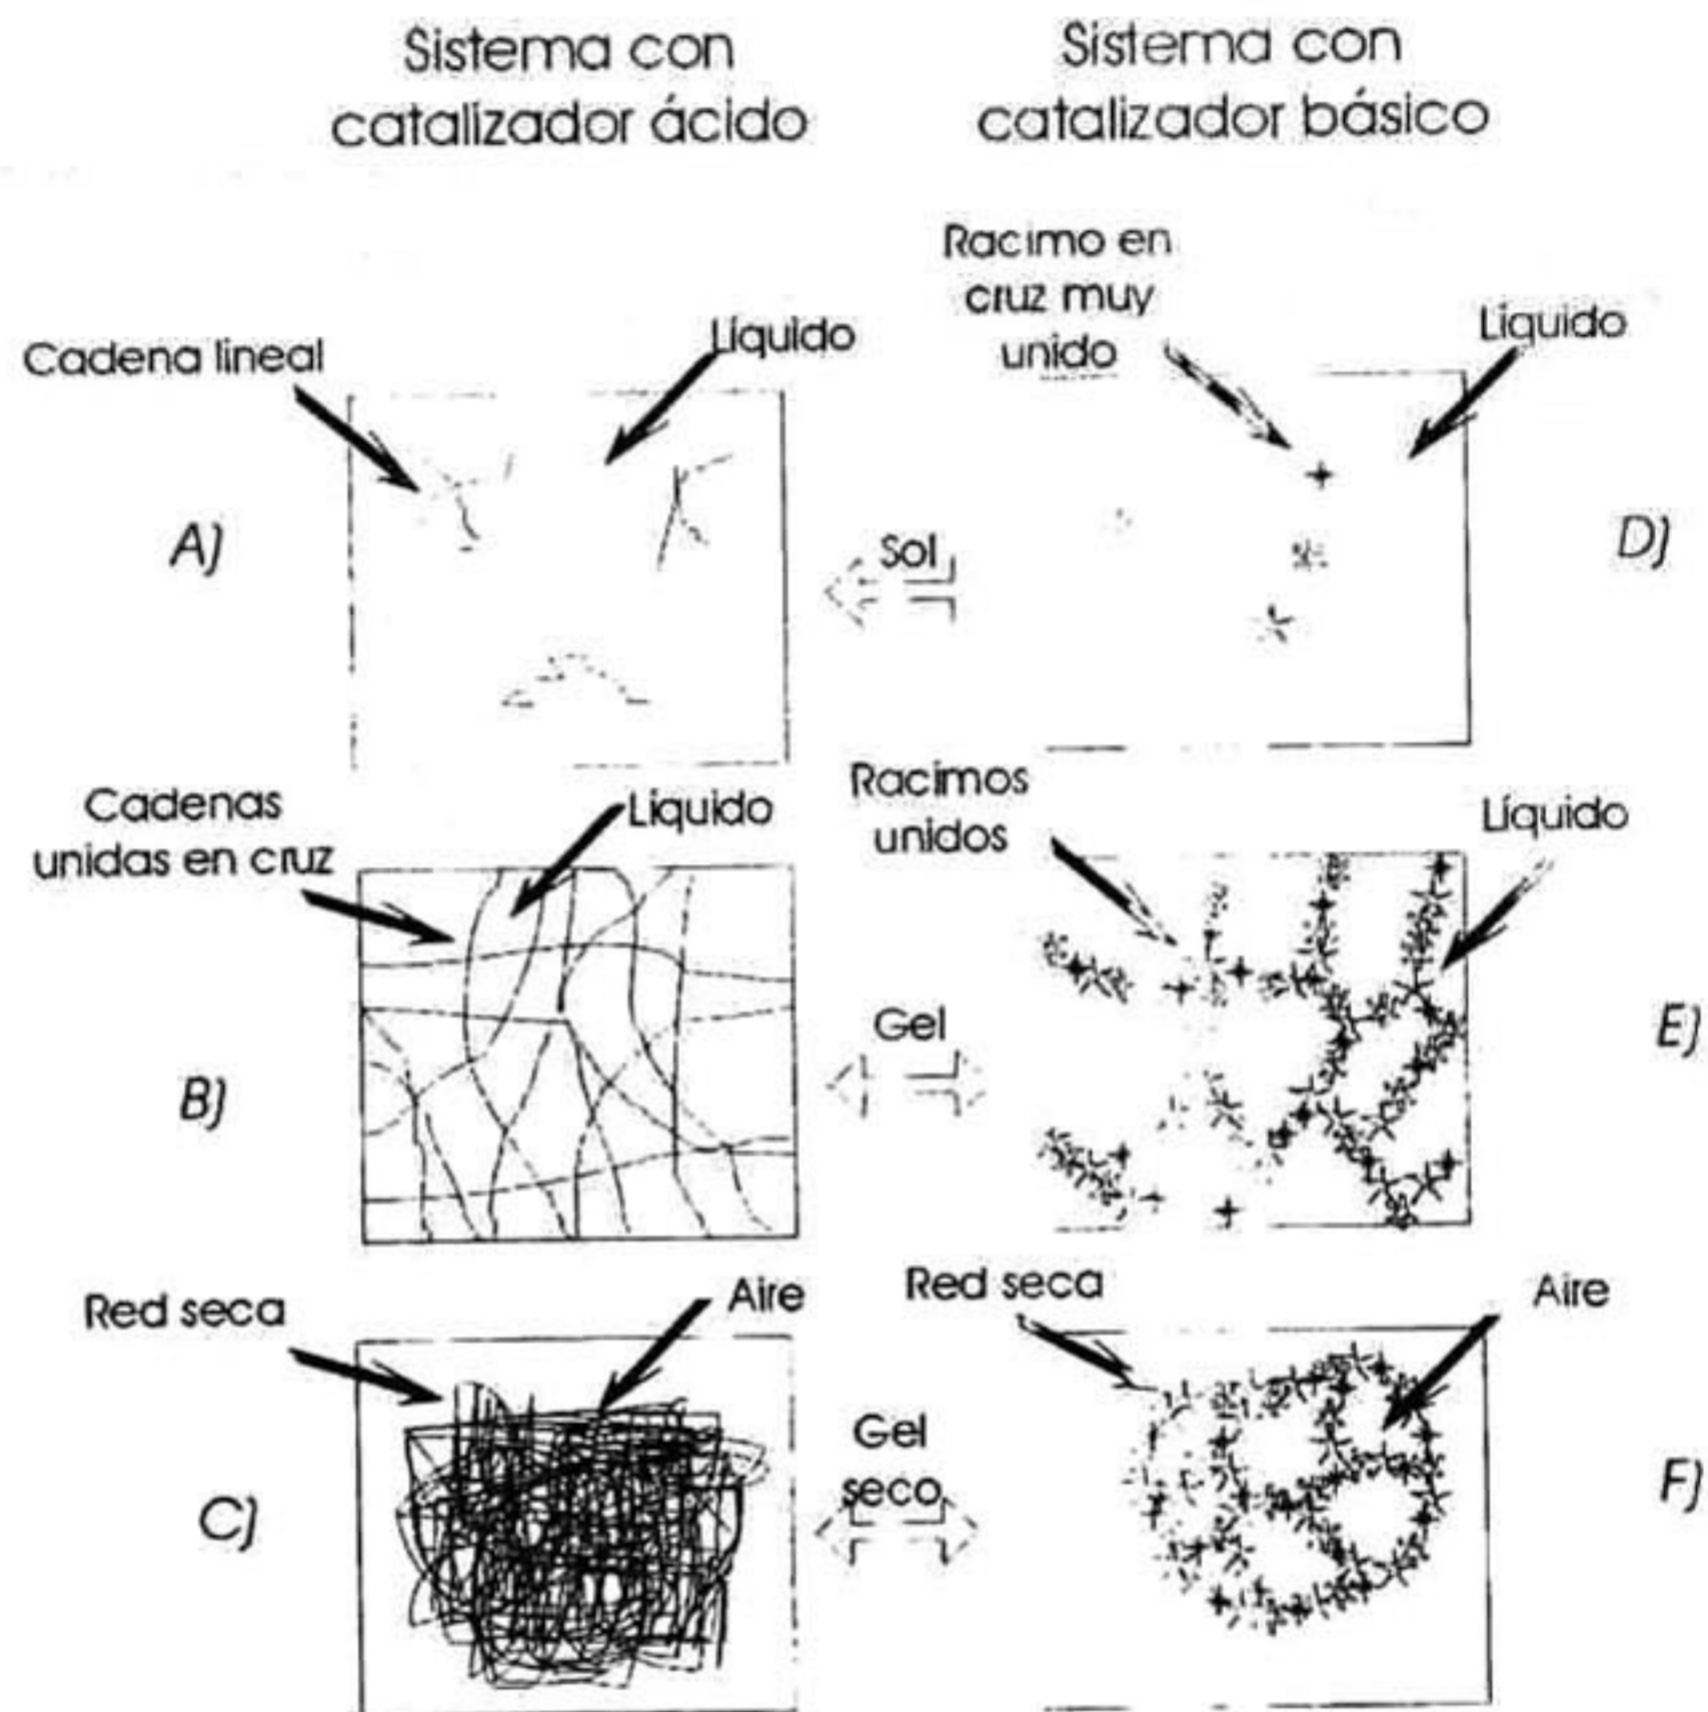 Sistema con
catalizador ácido
Sistema con
catalizador básico
Cadena lineal
Líquido
Racimo en
cruz muy
unido
Líquido
A)
Sol
D)
Cadenas
unidas en cruz
Líquido
Racimos
unidos
Líquido
B)
Gel
E)
Red seca
Aire
Red seca
Aire
C)
Gel
seco
F)